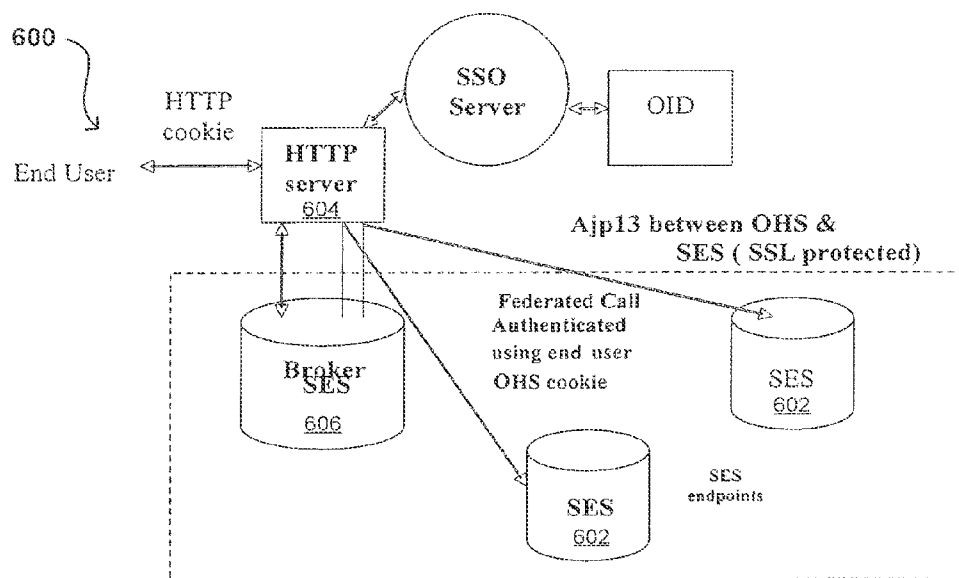 600
HTTP
cookie
End User
HTTP
server
604
SSO
Server
OID
Ajp13 between OHS &
SES ( SSL protected)
Federated Call
Authenticated
using end user
OHS cookie
Broker
SES
606
SES
602
SES
602
SES
endpoints